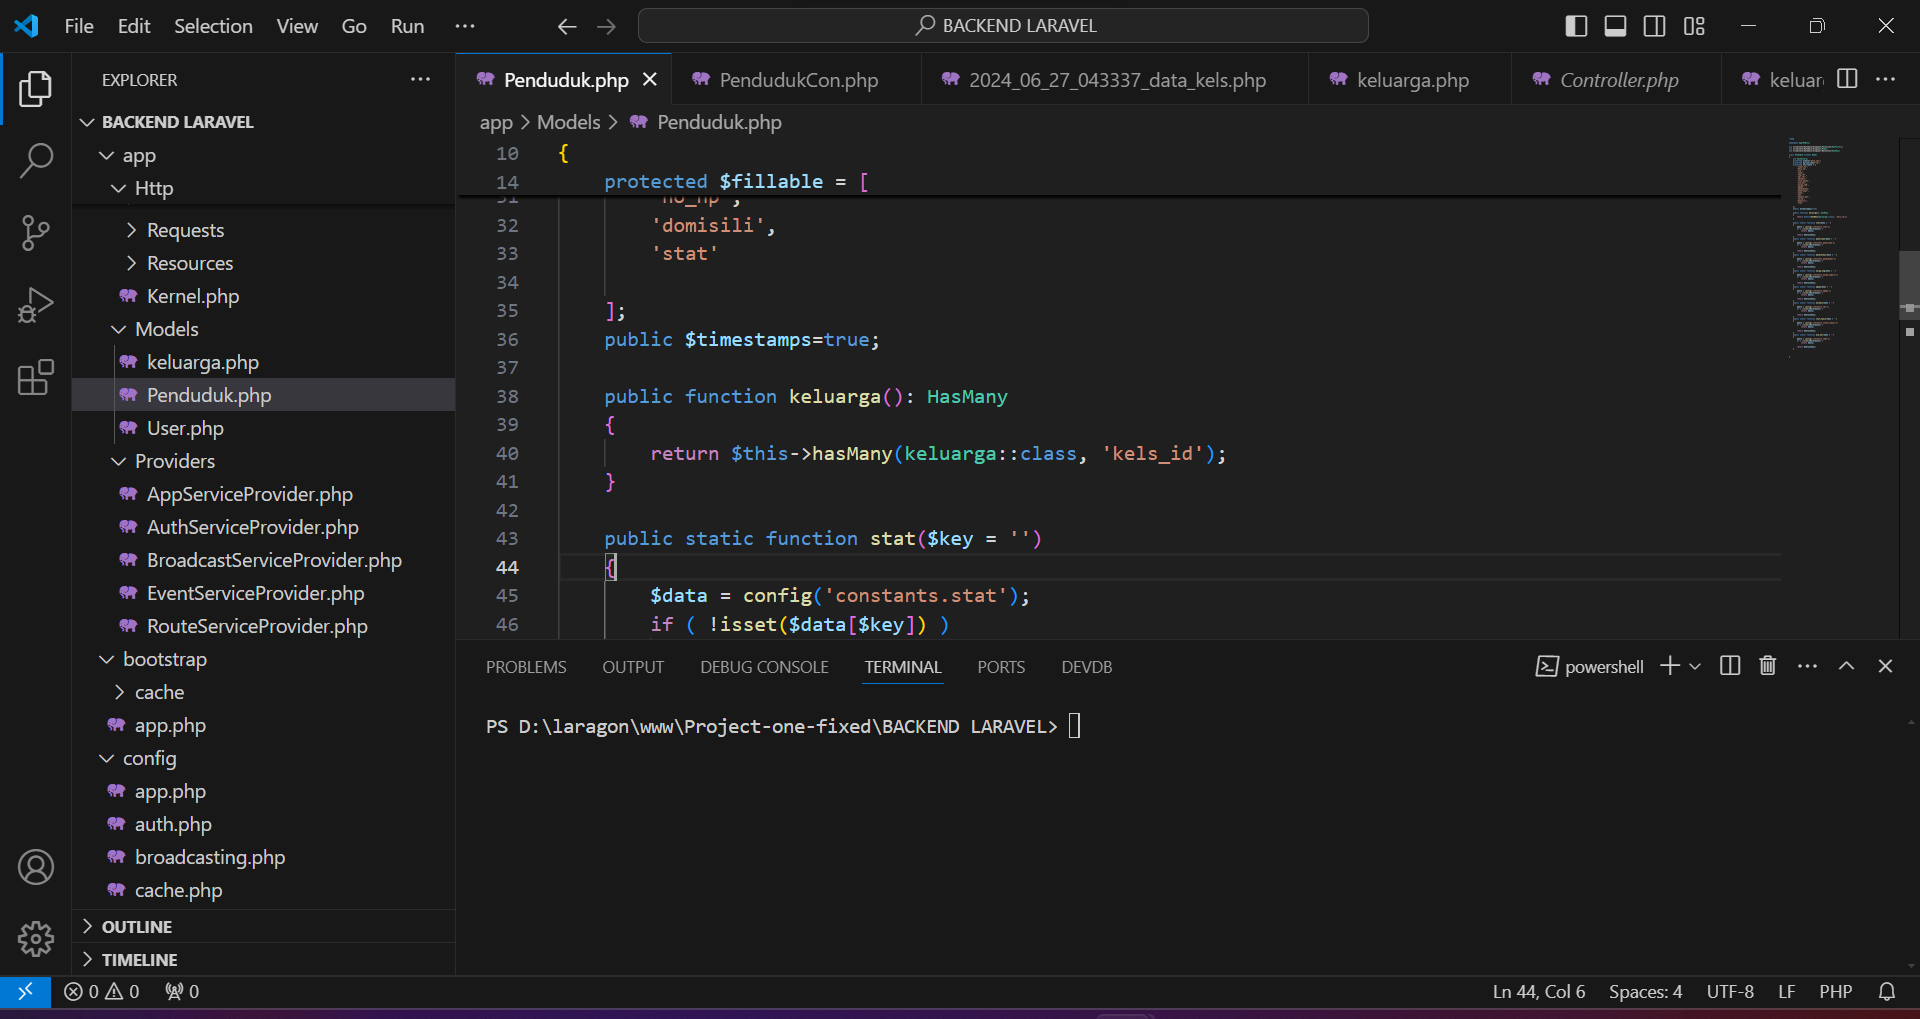 File Edit Selection View Go Run ···
BACKEND LARAVEL
EXPLORER ···
BACKEND LARAVEL
app
Http
Requests
Resources
Kernel.php
Models
keluarga.php
Penduduk.php
User.php
Providers
AppServiceProvider.php
AuthServiceProvider.php
BroadcastServiceProvider.php
EventServiceProvider.php
RouteServiceProvider.php
bootstrap
cache
app.php
config
app.php
auth.php
broadcasting.php
cache.php
OUTLINE
TIMELINE
Penduduk.php PendudukCon.php 2024_06_27_043337_data_kels.php keluarga.php Controller.php keluar
app > Models > Penduduk.php
10 {
14 protected $fillable = [
31 'no_hp',
32 'domisili',
33 'stat'
34
35 ];
36 public $timestamps=true;
37
38 public function keluarga(): HasMany
39 {
40 return $this->hasMany(keluarga::class, 'kels_id');
41 }
42
43 public static function stat($key = '')
44 {
45 $data = config('constants.stat');
46 if ( !isset($data[$key]) )
PROBLEMS OUTPUT DEBUG CONSOLE TERMINAL PORTS DEVDB
powershell
PS D:\laragon\www\Project-one-fixed\BACKEND LARAVEL>
0 0 0
Ln 44, Col 6 Spaces: 4 UTF-8 LF PHP